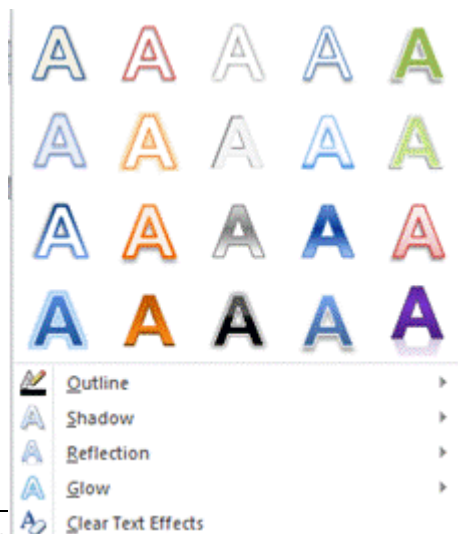 A A A A A
A A A A A
A A A A A
A A A A A
Outline
Shadow
Reflection
Glow
Clear Text Effects